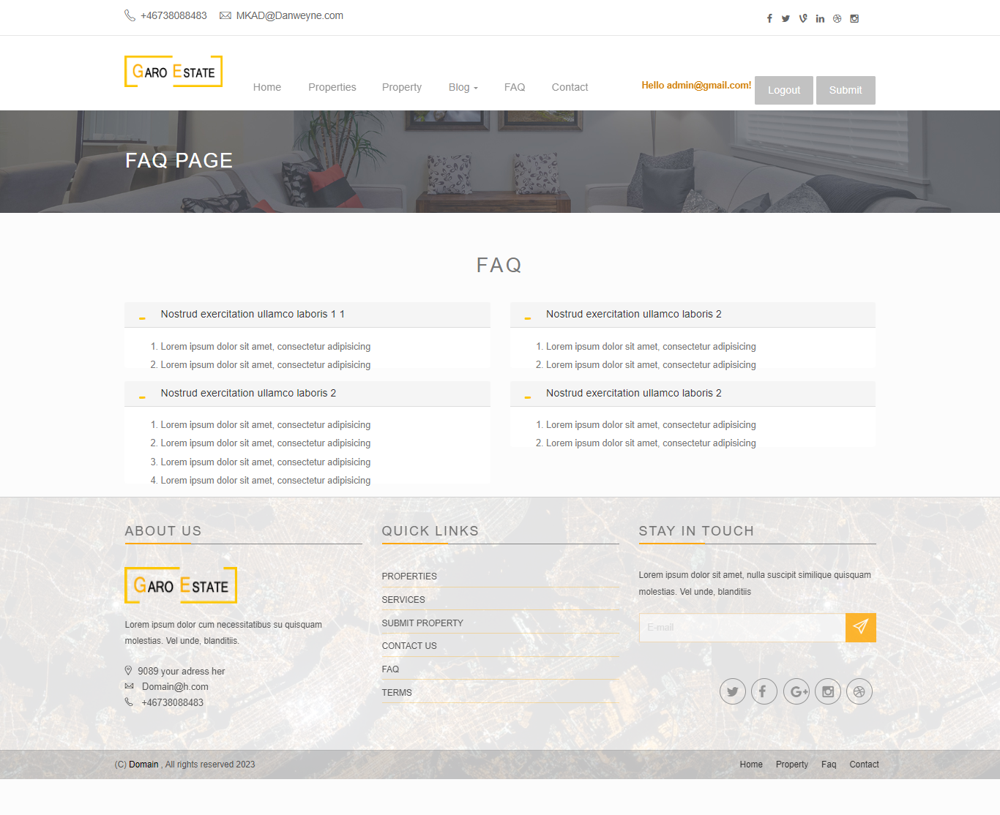 +46738088483 MKAD@Danweyne.com
GARO ESTATE
Home Properties Property Blog FAQ Contact Hello admin@gmail.com! Logout Submit
FAQ PAGE
FAQ
Nostrud exercitation ullamco laboris 1 1
1. Lorem ipsum dolor sit amet, consectetur adipisicing
2. Lorem ipsum dolor sit amet, consectetur adipisicing
Nostrud exercitation ullamco laboris 2
1. Lorem ipsum dolor sit amet, consectetur adipisicing
2. Lorem ipsum dolor sit amet, consectetur adipisicing
Nostrud exercitation ullamco laboris 2
1. Lorem ipsum dolor sit amet, consectetur adipisicing
2. Lorem ipsum dolor sit amet, consectetur adipisicing
3. Lorem ipsum dolor sit amet, consectetur adipisicing
4. Lorem ipsum dolor sit amet, consectetur adipisicing
Nostrud exercitation ullamco laboris 2
1. Lorem ipsum dolor sit amet, consectetur adipisicing
2. Lorem ipsum dolor sit amet, consectetur adipisicing
ABOUT US
GARO ESTATE
Lorem ipsum dolor cum necessitatibus su quisquam
molestias. Vel unde, blanditiis.
9089 your adress her
Domain@h.com
+46738088483
QUICK LINKS
PROPERTIES
SERVICES
SUBMIT PROPERTY
CONTACT US
FAQ
TERMS
STAY IN TOUCH
Lorem ipsum dolor sit amet, nulla suscipit similique quisquam
molestias. Vel unde, blanditiis
E-mail
(C) Domain , All rights reserved 2023
Home Property Faq Contact